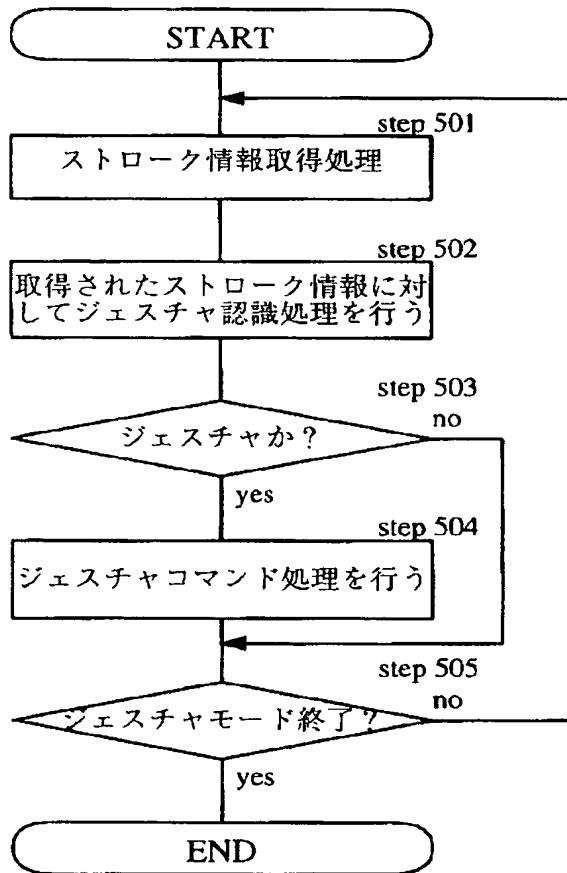 START
step 501
ストローク情報取得処理
step 502
取得されたストローク情報に対
してジェスチャ認識処理を行う
step 503
ジェスチャか？
no
yes
step 504
ジェスチャコマンド処理を行う
step 505
ジェスチャモード終了？
no
yes
END